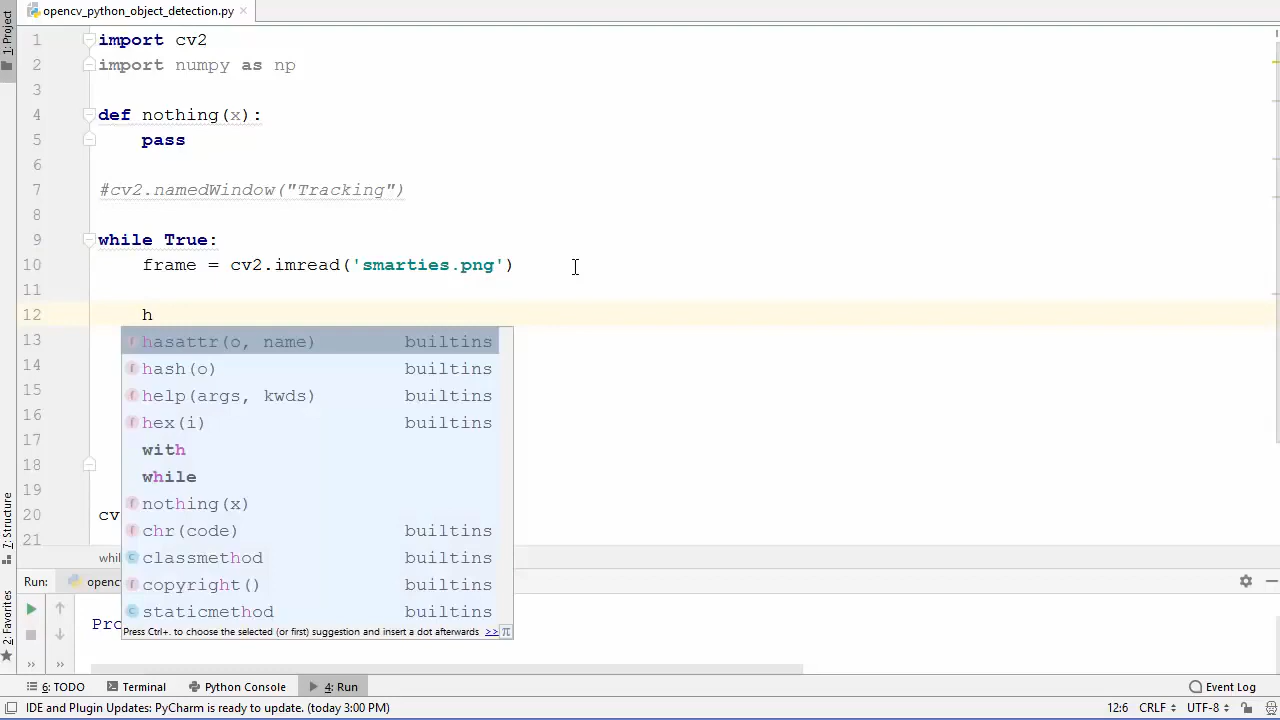 1: Project
opencv_python_object_detection.py
1 import cv2
2 import numpy as np
3
4 def nothing(x):
5 pass
6
7 #cv2.namedWindow("Tracking")
8
9 while True:
10 frame = cv2.imread('smarties.png')
11
12 h
13 hasattr(o, name) builtins
14 hash(o) builtins
15 help(args, kwds) builtins
16 hex(i) builtins
17 with
18 while
19 nothing(x)
20 cv chr(code) builtins
21 classmethod builtins
copyright() builtins
staticmethod builtins
Press Ctrl+. to choose the selected (or first) suggestion and insert a dot afterwards >> π
whil
7: Structure
2: Favorites
Run: opencv
Pro
6: TODO Terminal Python Console 4: Run Event Log
IDE and Plugin Updates: PyCharm is ready to update. (today 3:00 PM) 12:6 CRLF UTF-8